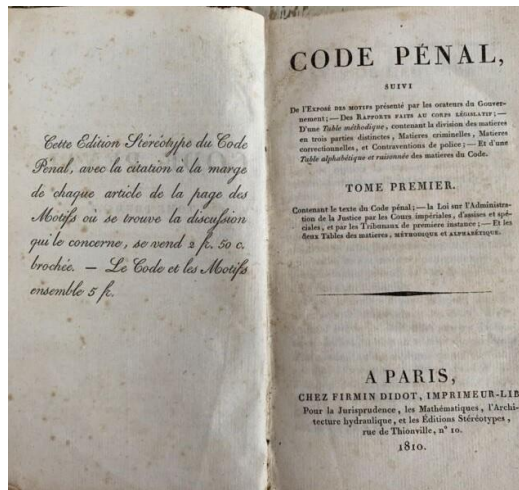 Cette Edition Stéréotype du Code
Pénal, avec la citation à la marge
de chaque article de la page des
Motifs où se trouve la discussion
qui le concerne, se vend 2 fr. 50 c.
brochée. — Le Code et les Motifs
ensemble 5 fr.
CODE PÉNAL,
SUIVI
De l'Exposé des motifs présenté par les orateurs du Gouver-
nement; — Des Rapports faits au corps législatif; —
D'une Table méthodique, contenant la division des matieres
en trois parties distinctes, Matieres criminelles, Matieres
correctionnelles, et Contraventions de police; — Et d'une
Table alphabétique et raisonnée des matieres du Code.
TOME PREMIER.
Contenant le texte du Code pénal; — la Loi sur l'Administra-
tion de la Justice par les Cours impériales, d'assises et spé-
ciales, et par les Tribunaux de premiere instance; — Et les
deux Tables des matieres, méthodique et alphabétique.
A PARIS,
CHEZ FIRMIN DIDOT, IMPRIMEUR-LIB
Pour la Jurisprudence, les Mathématiques, l'Archi-
tecture hydraulique, et les Éditions Stéréotypes,
rue de Thionville, n° 10.
1810.